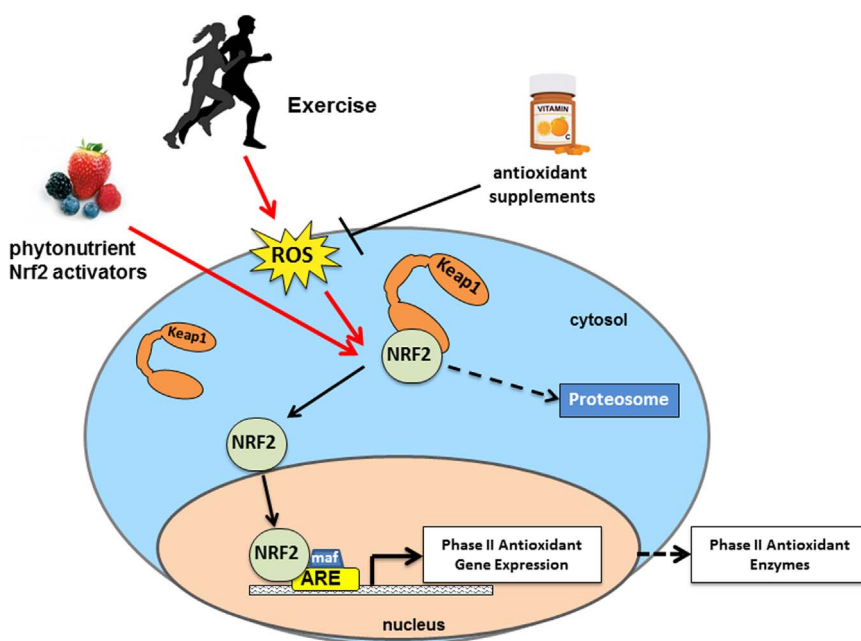 Exercise
VITAMIN
C
antioxidant
supplements
phytonutrient
Nrf2 activators
ROS
Keap1
cytosol
Keap1
NRF2
Proteosome
NRF2
NRF2
maf
ARE
Phase II Antioxidant
Gene Expression
Phase II Antioxidant
Enzymes
nucleus